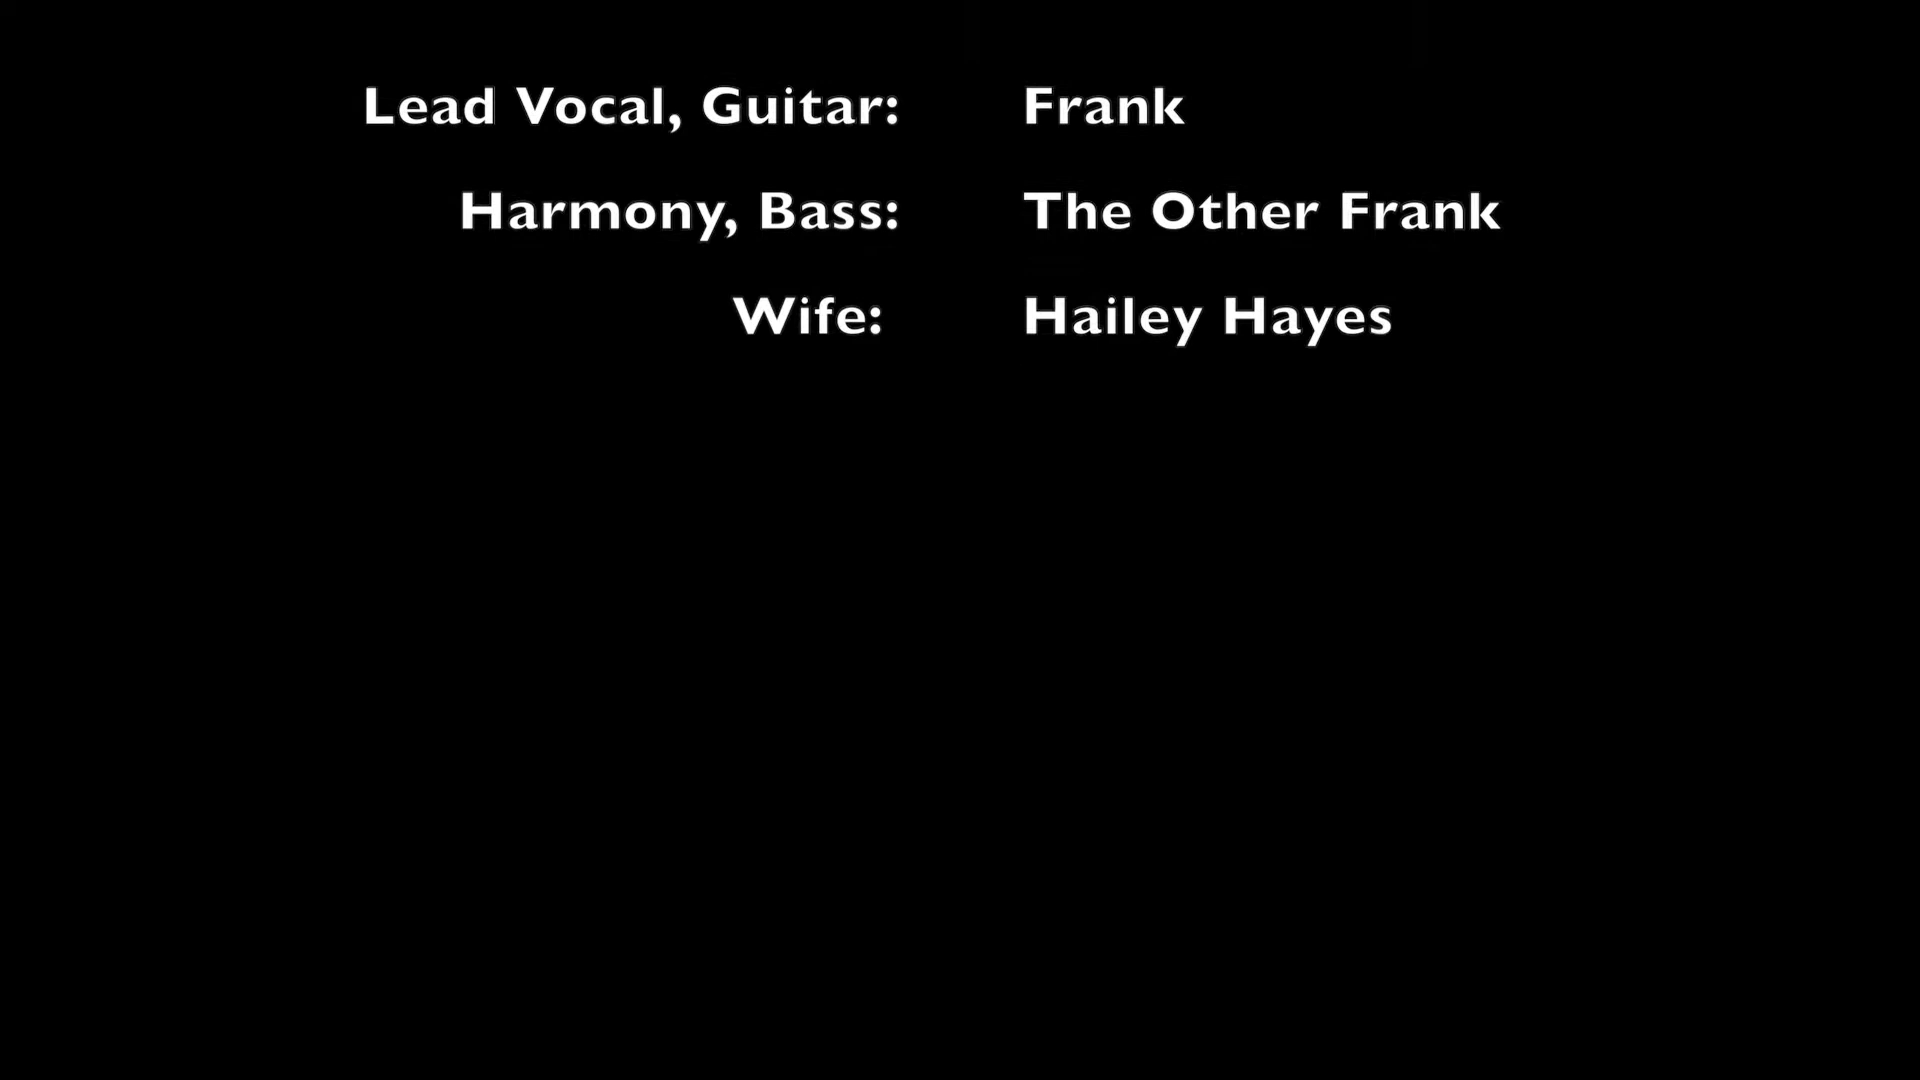 Lead Vocal, Guitar: Frank
Harmony, Bass: The Other Frank
Wife: Hailey Hayes